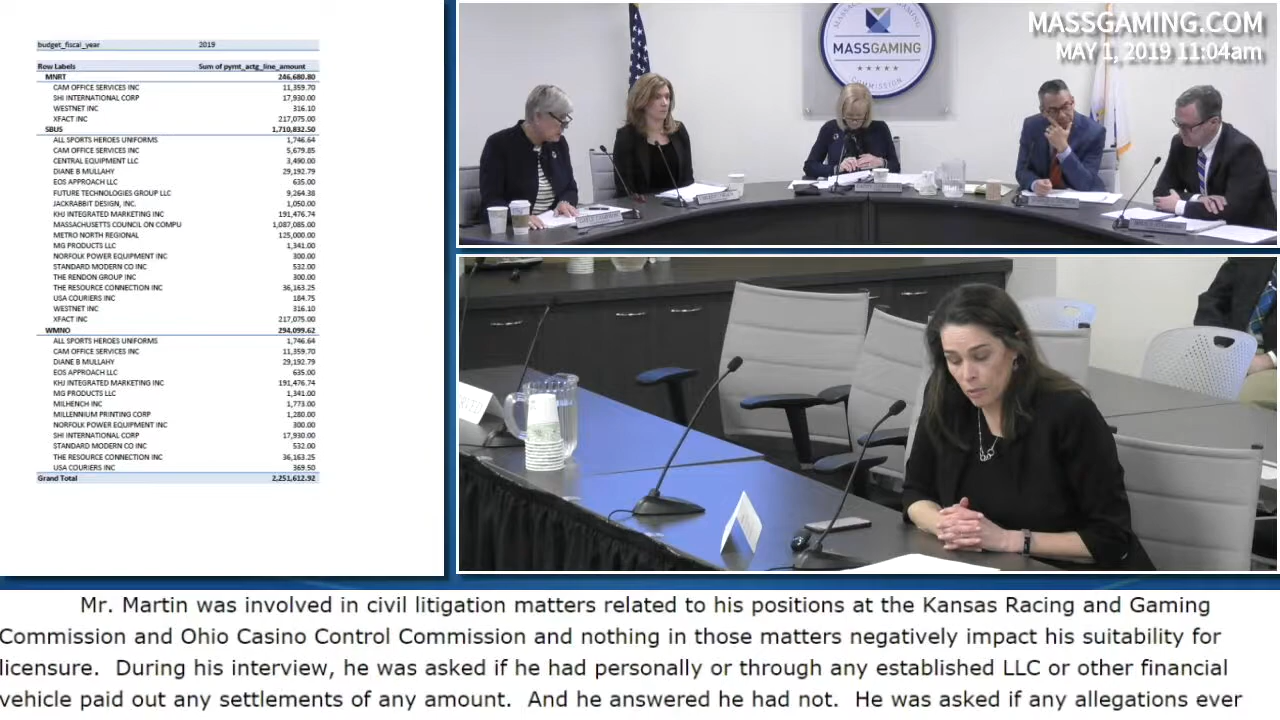 budget_fiscal_year 2019
Row Labels Sum of pymt_actg_line_amount
MNRT 246,680.80
CAM OFFICE SERVICES INC 11,359.70
SHI INTERNATIONAL CORP 17,930.00
WESTNET INC 316.10
XFACT INC 217,075.00
SBUS 1,710,832.50
ALL SPORTS HEROES UNIFORMS 1,746.64
CAM OFFICE SERVICES INC 5,679.85
CENTRAL EQUIPMENT LLC 3,490.00
DIANE B MULLAHY 29,192.79
EOS APPROACH LLC 635.00
FUTURE TECHNOLOGIES GROUP LLC 9,264.38
JACKRABBIT DESIGN, INC. 1,050.00
KHJ INTEGRATED MARKETING INC 191,476.74
MASSACHUSETTS COUNCIL ON COMPU 1,087,085.00
METRO NORTH REGIONAL 125,000.00
MG PRODUCTS LLC 1,341.00
NORFOLK POWER EQUIPMENT INC 300.00
STANDARD MODERN CO INC 532.00
THE RENDON GROUP INC 300.00
THE RESOURCE CONNECTION INC 36,163.25
USA COURIERS INC 184.75
WESTNET INC 316.10
XFACT INC 217,075.00
WMNO 294,099.62
ALL SPORTS HEROES UNIFORMS 1,746.64
CAM OFFICE SERVICES INC 11,359.70
DIANE B MULLAHY 29,192.79
EOS APPROACH LLC 635.00
KHJ INTEGRATED MARKETING INC 191,476.74
MG PRODUCTS LLC 1,341.00
MILHENCH INC 1,773.00
MILLENNIUM PRINTING CORP 1,280.00
NORFOLK POWER EQUIPMENT INC 300.00
SHI INTERNATIONAL CORP 17,930.00
STANDARD MODERN CO INC 532.00
THE RESOURCE CONNECTION INC 36,163.25
USA COURIERS INC 369.50
Grand Total 2,251,612.92
MASSGAMING.COM
MAY 1, 2019 11:04am
MASSGAMING
COMMISSION
Mr. Martin was involved in civil litigation matters related to his positions at the Kansas Racing and Gaming
Commission and Ohio Casino Control Commission and nothing in those matters negatively impact his suitability for
licensure. During his interview, he was asked if he had personally or through any established LLC or other financial
vehicle paid out any settlements of any amount. And he answered he had not. He was asked if any allegations ever